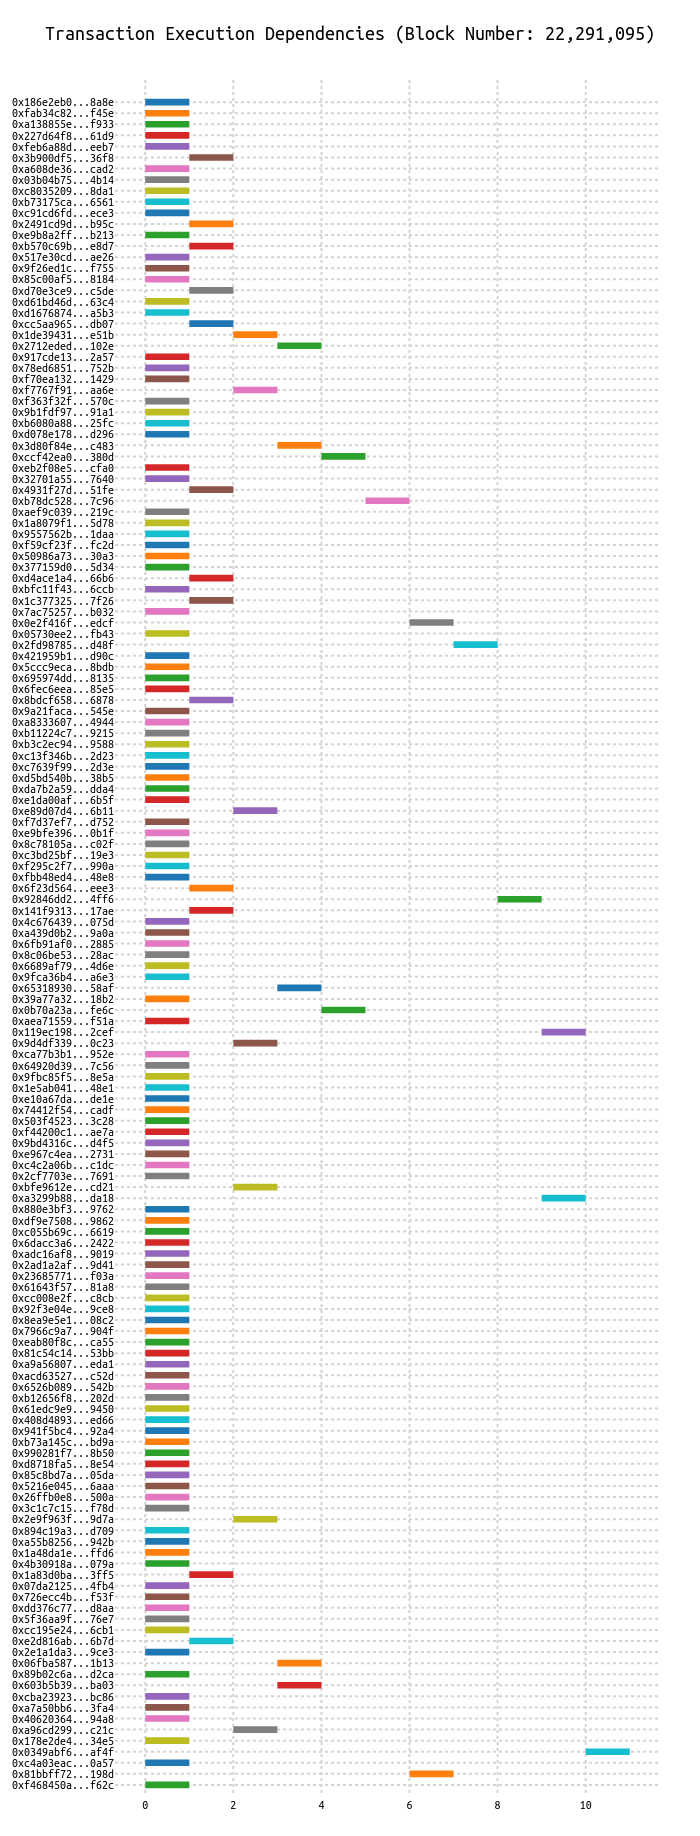 Transaction Execution Dependencies (Block Number: 22,291,095)
0x186e2eb0...8a8e
0xfab34c82...f45e
0xa138855e...f933
0x227d64f8...61d9
0xfeb6a88d...eeb7
0x3b900df5...36f8
0xa608de36...cad2
0x03b04b75...4b14
0xc8035209...8da1
0xb73175ca...6561
0xc91cd6fd...ece3
0x2491cd9d...b95c
0xe9b8a2ff...b213
0xb570c69b...e8d7
0x517e30cd...ae26
0x9f26ed1c...f755
0x85c00af5...8184
0xd70e3ce9...c5de
0xd61bd46d...63c4
0xd1676874...a5b3
0xcc5aa965...db07
0x1de39431...e51b
0x2712eded...102e
0x917cde13...2a57
0x78ed6851...752b
0xf70ea132...1429
0xf7767f91...aa6e
0xf363f32f...570c
0x9b1fdf97...91a1
0xb6080a88...25fc
0xd078e178...d296
0x3d80f84e...c483
0xccf42ea0...380d
0xeb2f08e5...cfa0
0x32701a55...7640
0x4931f27d...51fe
0xb78dc528...7c96
0xaef9c039...219c
0x1a8079f1...5d78
0x9557562b...1daa
0xf59cf23f...fc2d
0x50986a73...30a3
0x377159d0...5d34
0xd4ace1a4...66b6
0xbfc11f43...6ccb
0x1c377325...7f26
0x7ac75257...b032
0x0e2f416f...edcf
0x05730ee2...fb43
0x2fd98785...d48f
0x421959b1...d90c
0x5ccc9eca...8bdb
0x695974dd...8135
0x6fec6eea...85e5
0x8bdcf658...6878
0x9a21faca...545e
0xa8333607...4944
0xb11224c7...9215
0xb3c2ec94...9588
0xc13f346b...2d23
0xc7639f99...2d3e
0xd5bd540b...38b5
0xda7b2a59...dda4
0xe1da00af...6b5f
0xe89d07d4...6b11
0xf7d37ef7...d752
0xe9bfe396...0b1f
0x8c78105a...c02f
0xc3bd25bf...19e3
0xf295c2f7...990a
0xfbb48ed4...48e8
0x6f23d564...eee3
0x92846dd2...4ff6
0x141f9313...17ae
0x4c676439...075d
0xa439d0b2...9a0a
0x6fb91af0...2885
0x8c06be53...28ac
0x6689af79...4d6e
0x9fca36b4...a6e3
0x65318930...58af
0x39a77a32...18b2
0x0b70a23a...fe6c
0xaea71559...f51a
0x119ec198...2cef
0x9d4df339...0c23
0xca77b3b1...952e
0x64920d39...7c56
0x9fbc85f5...8e5a
0x1e5ab041...48e1
0xe10a67da...de1e
0x74412f54...cadf
0x503f4523...3c28
0xf44200c1...ae7a
0x9bd4316c...d4f5
0xe967c4ea...2731
0xc4c2a06b...c1dc
0x2cf7703e...7691
0xbfe9612e...cd21
0xa3299b88...da18
0x880e3bf3...9762
0xdf9e7508...9862
0xc055b69c...6619
0x6dacc3a6...2422
0xadc16af8...9019
0x2ad1a2af...9d41
0x23685771...f03a
0x61643f57...81a8
0xcc008e2f...c8cb
0x92f3e04e...9ce8
0x8ea9e5e1...08c2
0x7966c9a7...904f
0xeab80f8c...ca55
0x81c54c14...53bb
0xa9a56807...eda1
0xacd63527...c52d
0x6526b089...542b
0xb12656f8...202d
0x61edc9e9...9450
0x408d4893...ed66
0x941f5bc4...92a4
0xb73a145c...bd9a
0x990281f7...8b50
0xd8718fa5...8e54
0x85c8bd7a...05da
0x5216e045...6aaa
0x26ffb0e8...500a
0x3c1c7c15...f78d
0x2e9f963f...9d7a
0x894c19a3...d709
0xa55b8256...942b
0x1a48da1e...ffd6
0x4b30918a...079a
0x1a83d0ba...3ff5
0x07da2125...4fb4
0x726ecc4b...f53f
0xdd376c77...d8aa
0x5f36aa9f...76e7
0xcc195e24...6cb1
0xe2d816ab...6b7d
0x2e1a1da3...9ce3
0x06fba587...1b13
0x89b02c6a...d2ca
0x603b5b39...ba03
0xcba23923...bc86
0xa7a50bb6...3fa4
0x40620364...94a8
0xa96cd299...c21c
0x178e2de4...34e5
0x0349abf6...af4f
0xc4a03eac...0a57
0x81bbff72...198d
0xf468450a...f62c
0 2 4 6 8 10